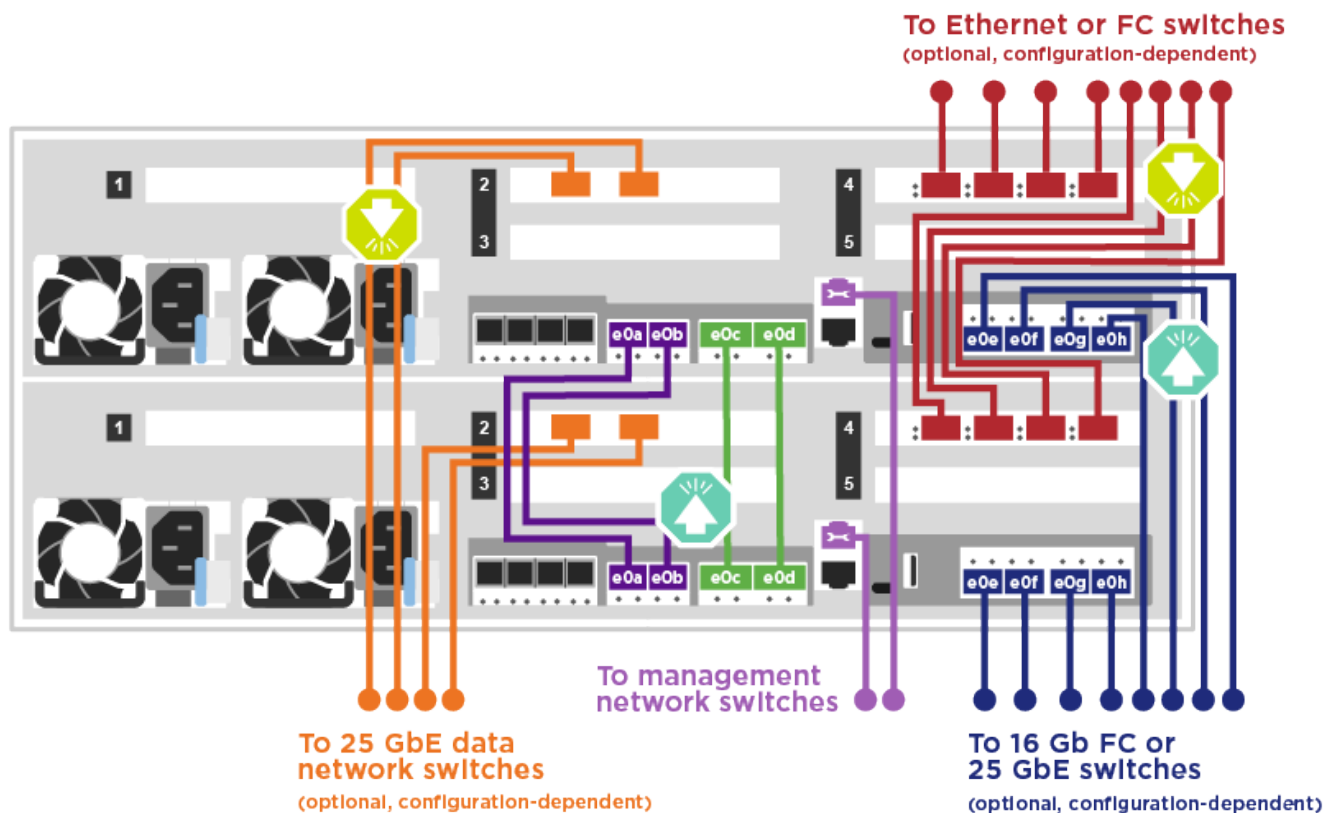 To Ethernet or FC switches
(optional, configuration-dependent)
1
2
4
3
5
e0a e0b e0c e0d
e0e e0f e0g e0h
1
2
4
3
5
e0a e0b e0c e0d
e0e e0f e0g e0h
To management
network switches
To 25 GbE data
network switches
(optional, configuration-dependent)
To 16 Gb FC or
25 GbE switches
(optional, configuration-dependent)